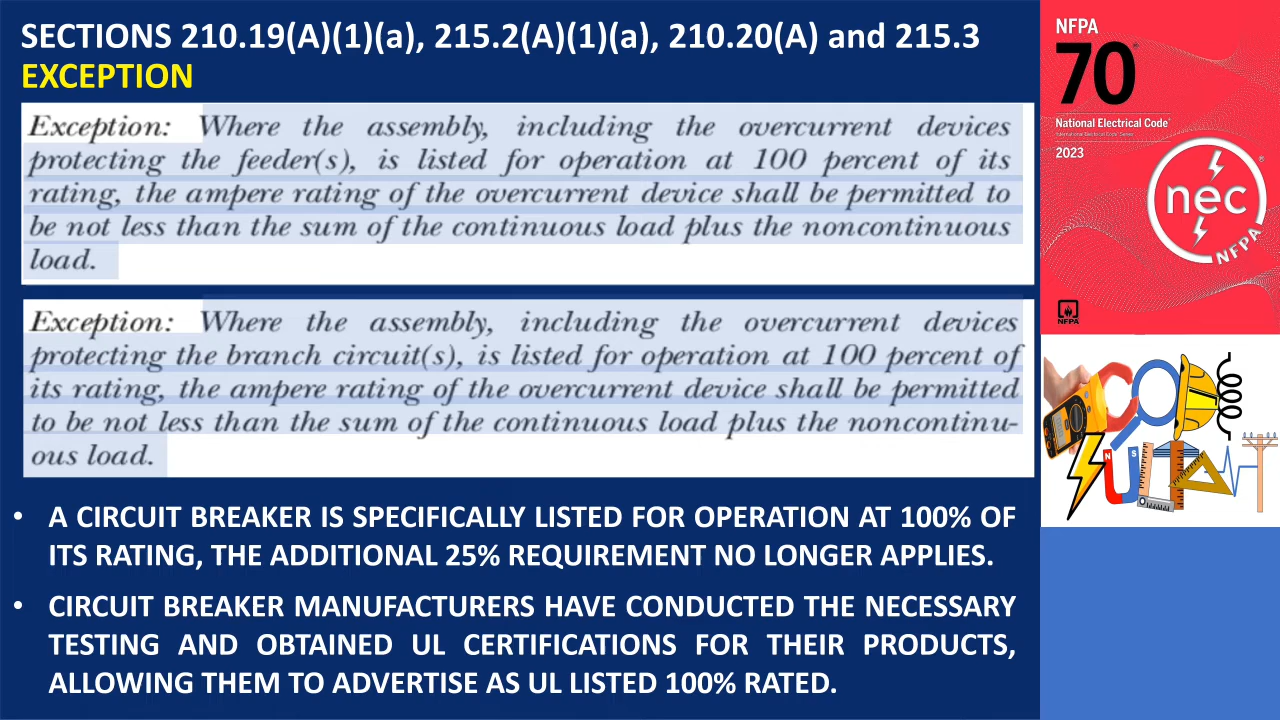 SECTIONS 210.19(A)(1)(a), 215.2(A)(1)(a), 210.20(A) and 215.3
EXCEPTION
Exception: Where the assembly, including the overcurrent devices
protecting the feeder(s), is listed for operation at 100 percent of its
rating, the ampere rating of the overcurrent device shall be permitted to
be not less than the sum of the continuous load plus the noncontinuous
load.
Exception: Where the assembly, including the overcurrent devices
protecting the branch circuit(s), is listed for operation at 100 percent of
its rating, the ampere rating of the overcurrent device shall be permitted
to be not less than the sum of the continuous load plus the noncontinu-
ous load.
• A CIRCUIT BREAKER IS SPECIFICALLY LISTED FOR OPERATION AT 100% OF
ITS RATING, THE ADDITIONAL 25% REQUIREMENT NO LONGER APPLIES.
• CIRCUIT BREAKER MANUFACTURERS HAVE CONDUCTED THE NECESSARY
TESTING AND OBTAINED UL CERTIFICATIONS FOR THEIR PRODUCTS,
ALLOWING THEM TO ADVERTISE AS UL LISTED 100% RATED.
NFPA
70®
National Electrical Code®
International Electrical Code® Series
2023
nec®
NFPA
NFPA
N S